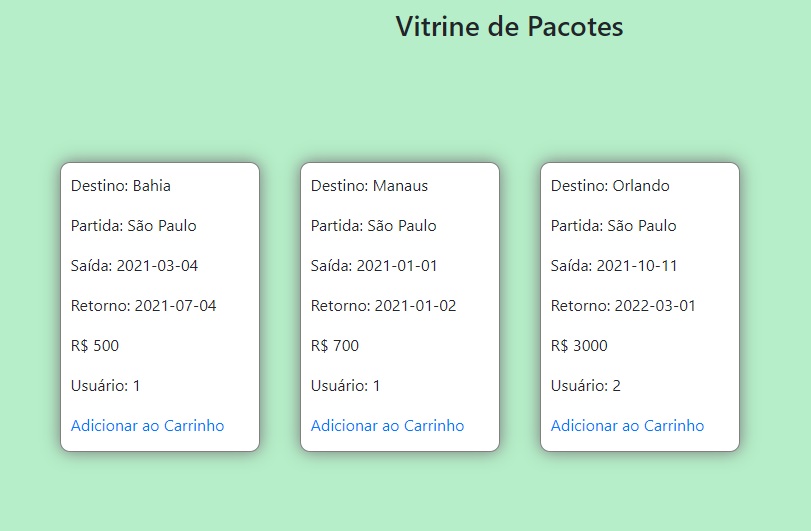 Vitrine de Pacotes
Destino: Bahia
Partida: São Paulo
Saída: 2021-03-04
Retorno: 2021-07-04
R$ 500
Usuário: 1
Adicionar ao Carrinho
Destino: Manaus
Partida: São Paulo
Saída: 2021-01-01
Retorno: 2021-01-02
R$ 700
Usuário: 1
Adicionar ao Carrinho
Destino: Orlando
Partida: São Paulo
Saída: 2021-10-11
Retorno: 2022-03-01
R$ 3000
Usuário: 2
Adicionar ao Carrinho